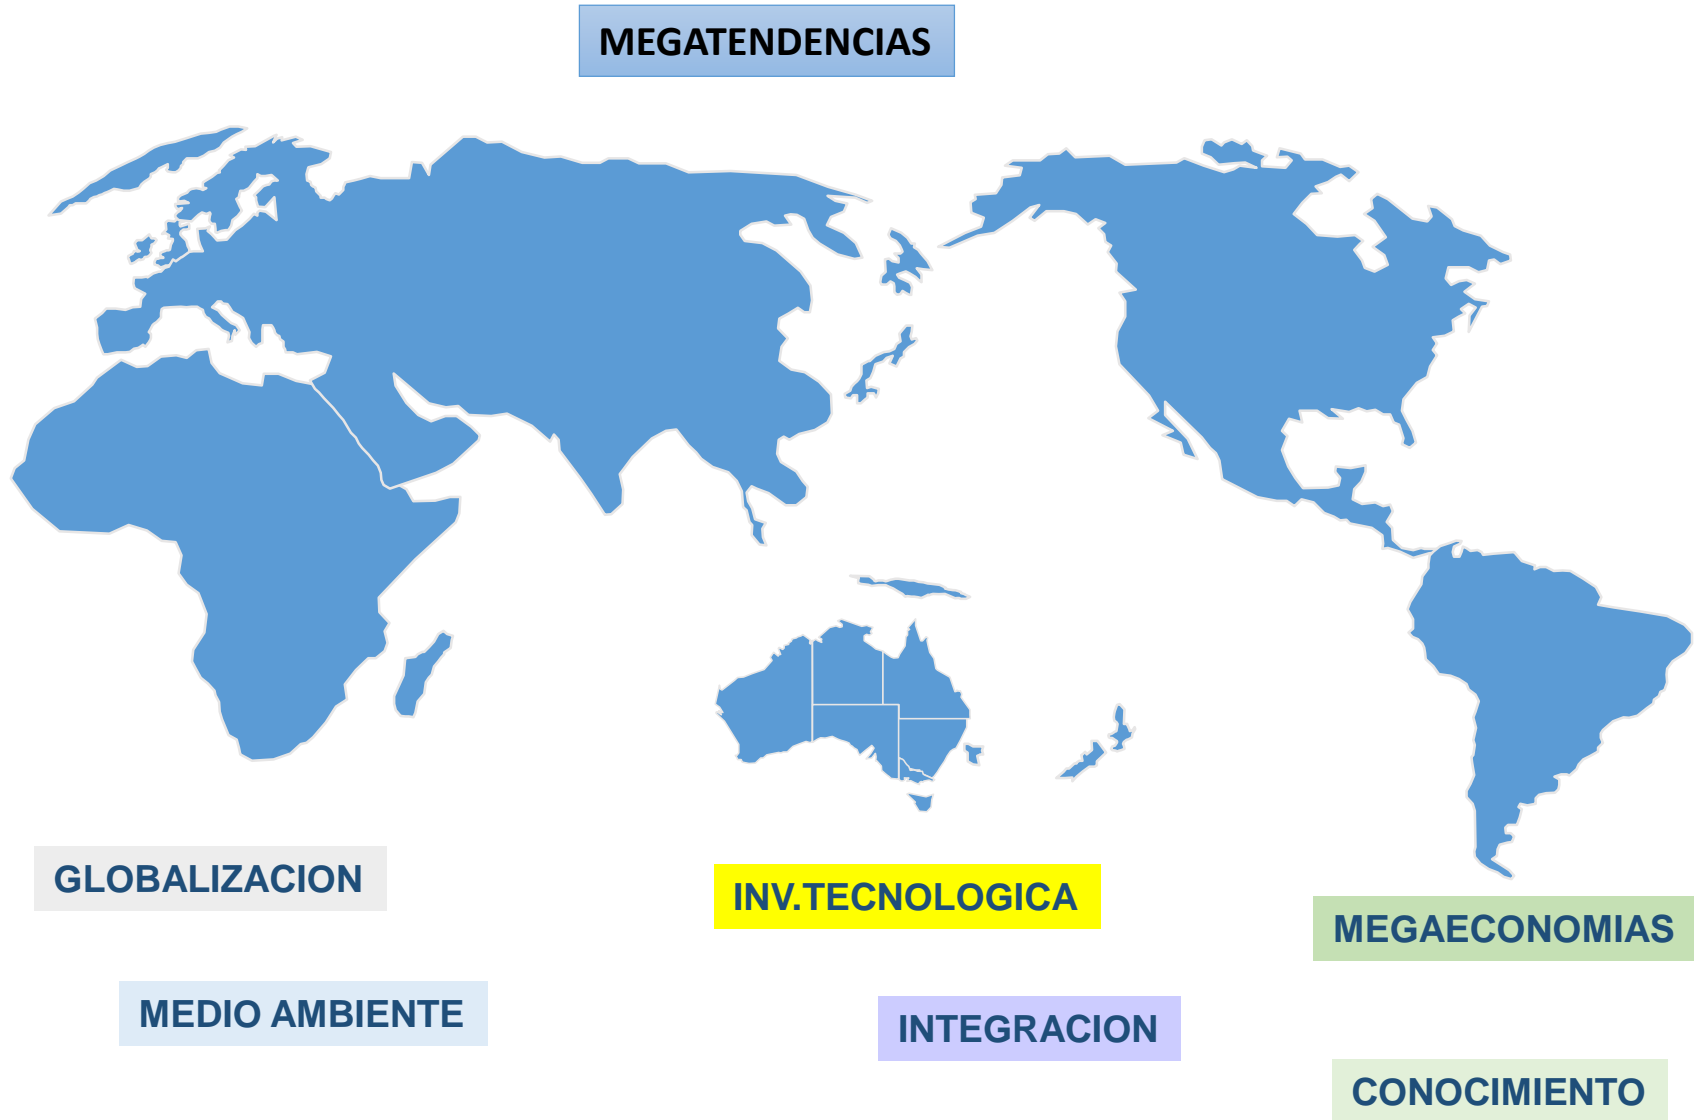 MEGATENDENCIAS
GLOBALIZACION
INV.TECNOLOGICA
MEGAECONOMIAS
MEDIO AMBIENTE
INTEGRACION
CONOCIMIENTO